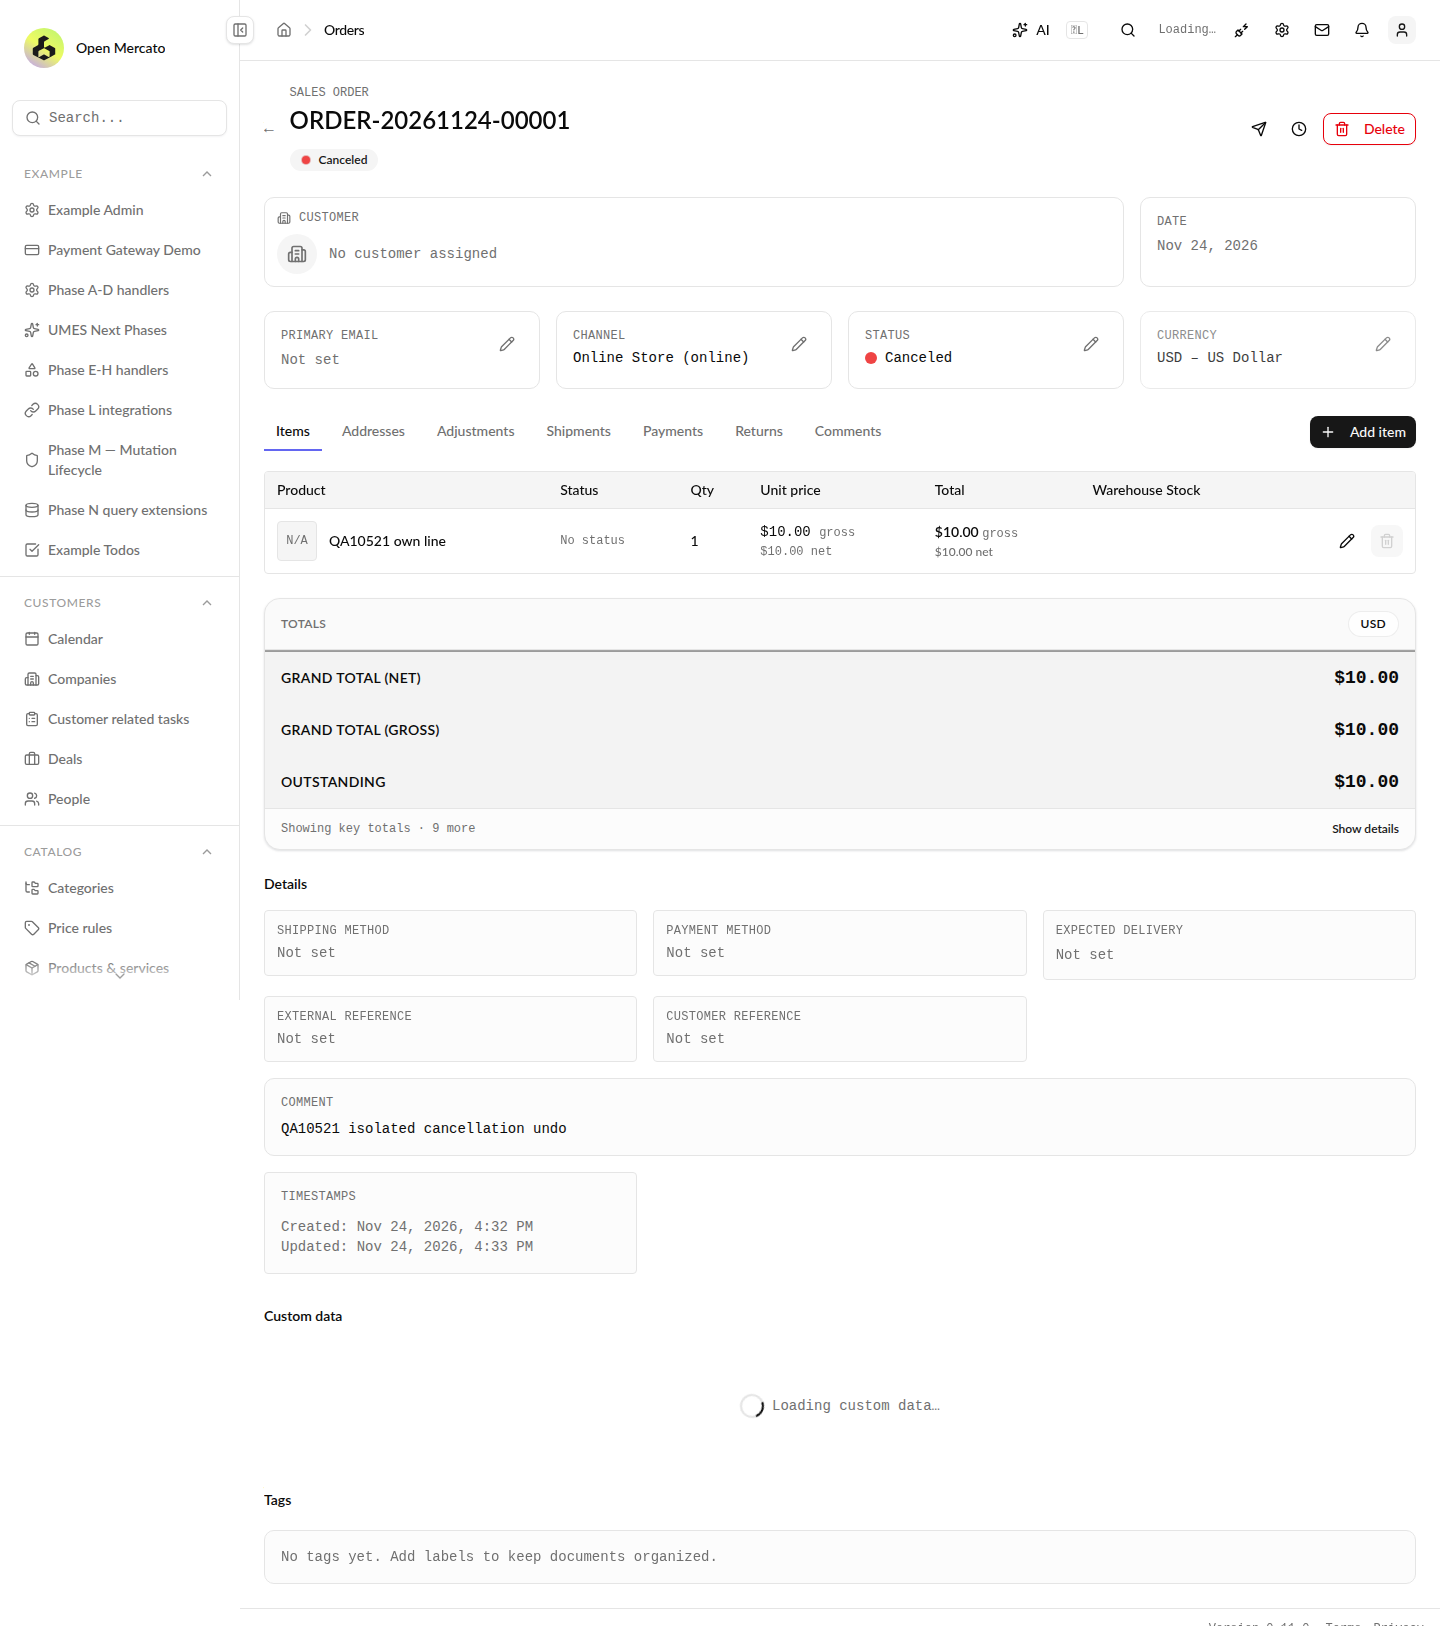 Open Mercato
Orders
AI
L
Loading…
Search...
EXAMPLE
Example Admin
Payment Gateway Demo
Phase A-D handlers
UMES Next Phases
Phase E-H handlers
Phase L integrations
Phase M — Mutation
Lifecycle
Phase N query extensions
Example Todos
CUSTOMERS
Calendar
Companies
Customer related tasks
Deals
People
CATALOG
Categories
Price rules
Products & services
SALES ORDER
← ORDER-20261124-00001
Canceled
Delete
CUSTOMER
No customer assigned
DATE
Nov 24, 2026
PRIMARY EMAIL
Not set
CHANNEL
Online Store (online)
STATUS
Canceled
CURRENCY
USD – US Dollar
Items Addresses Adjustments Shipments Payments Returns Comments
Add item
Product Status Qty Unit price Total Warehouse Stock
N/A QA10521 own line No status 1 $10.00 gross $10.00 gross
$10.00 net $10.00 net
TOTALS USD
GRAND TOTAL (NET) $10.00
GRAND TOTAL (GROSS) $10.00
OUTSTANDING $10.00
Showing key totals · 9 more Show details
Details
SHIPPING METHOD
Not set
PAYMENT METHOD
Not set
EXPECTED DELIVERY
Not set
EXTERNAL REFERENCE
Not set
CUSTOMER REFERENCE
Not set
COMMENT
QA10521 isolated cancellation undo
TIMESTAMPS
Created: Nov 24, 2026, 4:32 PM
Updated: Nov 24, 2026, 4:33 PM
Custom data
Loading custom data…
Tags
No tags yet. Add labels to keep documents organized.